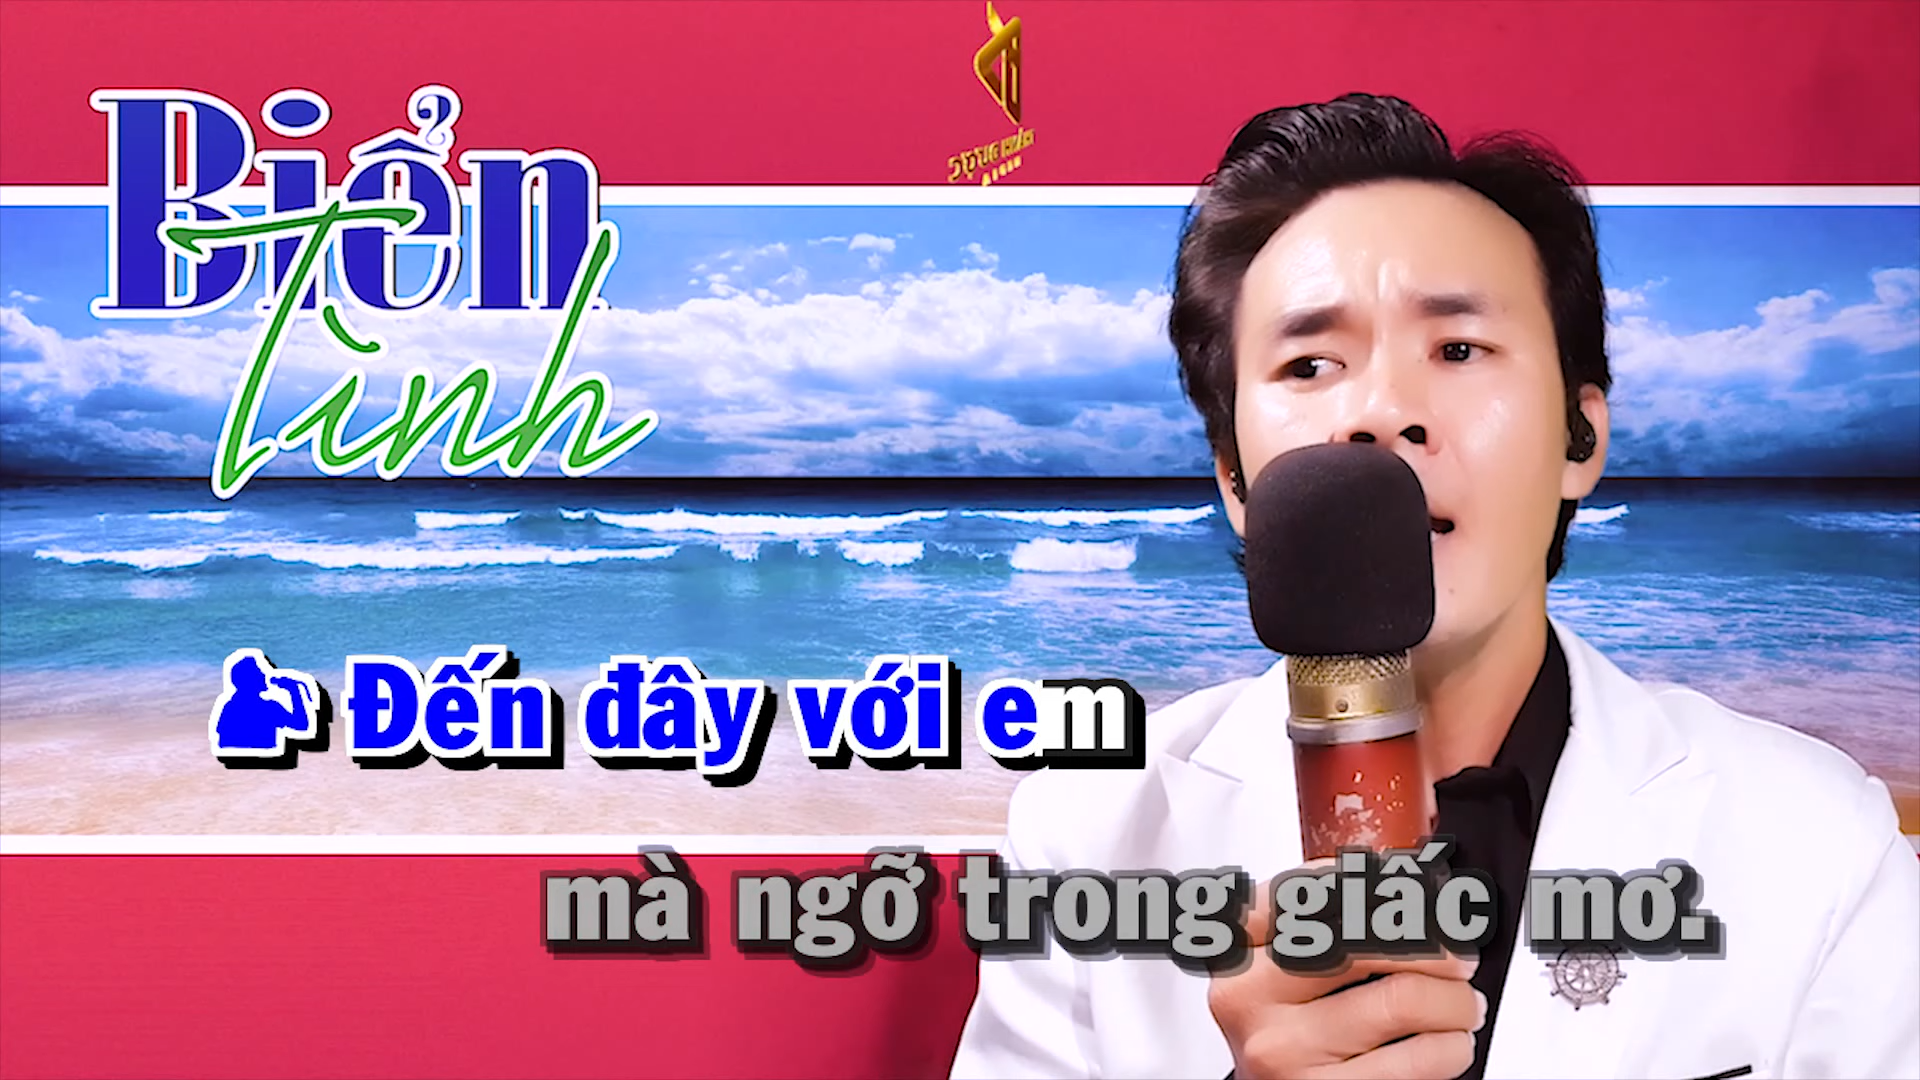 Biển
Tình
Đến đây với em
mà ngỡ trong giấc mơ.